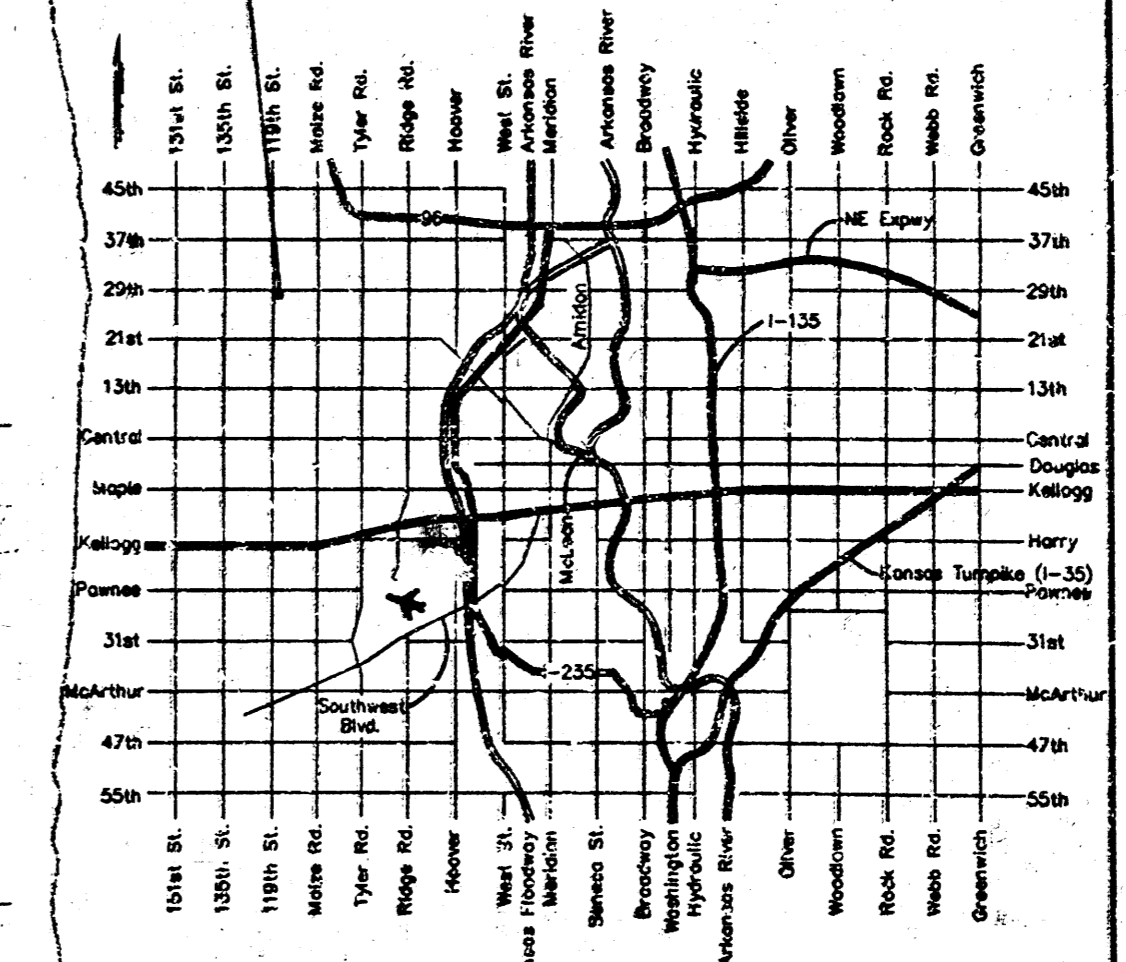 151st St.
135th St.
119th St.
Maize Rd.
Tyler Rd.
Ridge Rd.
Hoover
West St.
Arkansas River
Meridian
Arkansas River
Broadway
Hydraulic
Hillside
Oliver
Woodlawn
Rock Rd.
Webb Rd.
Greenwich
45th
45th
96
NE Expwy
37th
37th
29th
29th
Amidon
I-135
21st
21st
13th
13th
Central
Central
Douglas
Maple
Kellogg
McLean
Kellogg
Harry
Kansas Turnpike (I-35)
Pawnee
Pawnee
31st
31st
I-235
McArthur
McArthur
Southwest
Blvd.
47th
47th
55th
55th
151st St.
135th St.
119th St.
Maize Rd.
Tyler Rd.
Ridge Rd.
Hoover
West St.
Floodway
Meridian
Seneca St.
Broadway
Washington
Hydraulic
Arkansas River
Oliver
Woodlawn
Rock Rd.
Webb Rd.
Greenwich